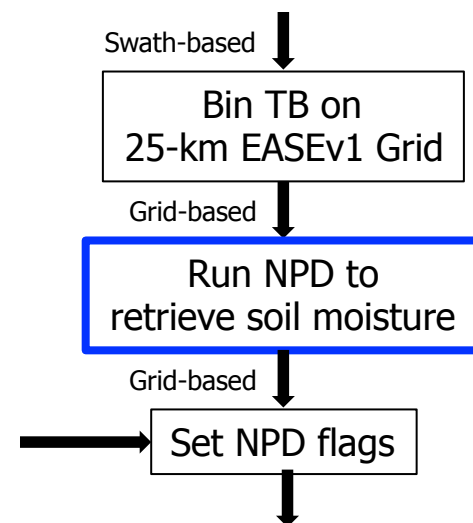 Swath-based
Bin TB on
25-km EASEv1 Grid
Grid-based
Run NPD to
retrieve soil moisture
Grid-based
Set NPD flags